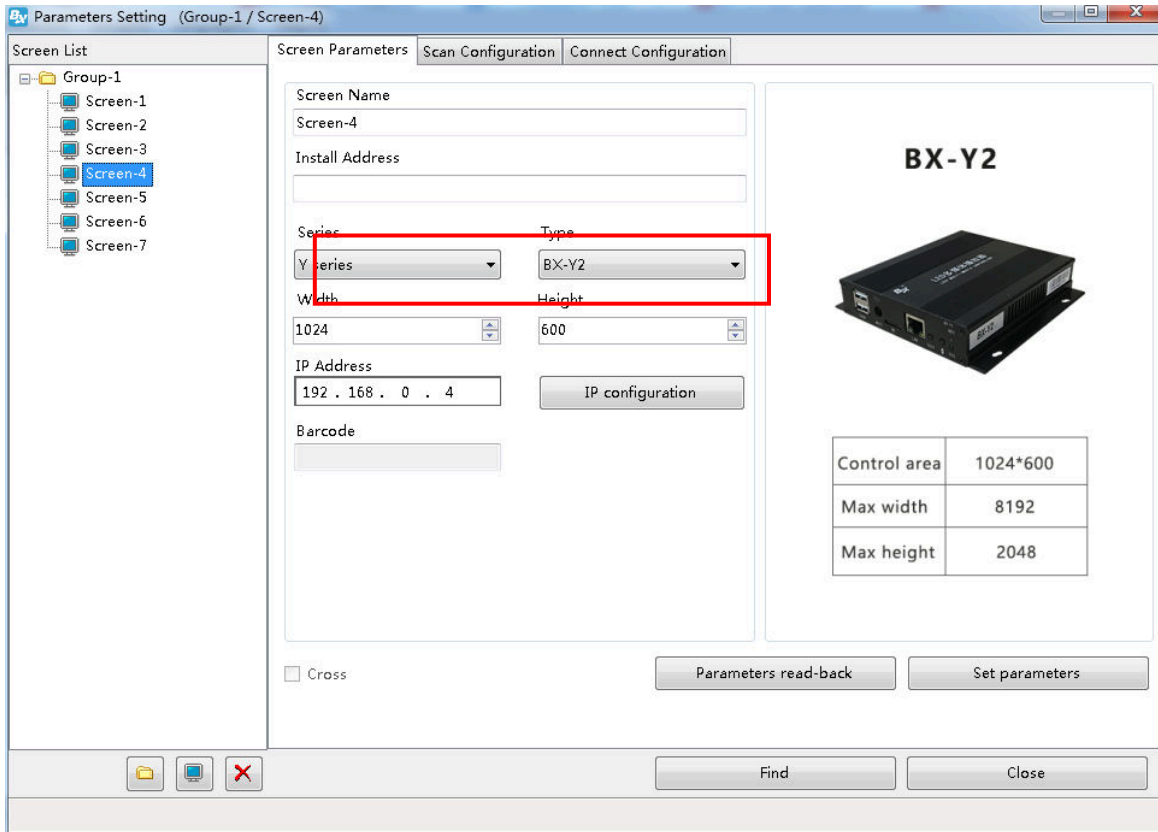 Parameters Setting (Group-1 / Screen-4)
Screen List
Group-1
Screen-1
Screen-2
Screen-3
Screen-4
Screen-5
Screen-6
Screen-7
Screen Parameters Scan Configuration Connect Configuration
Screen Name
Screen-4
Install Address
Series Type
Y series BX-Y2
Width Height
1024 600
IP Address
192 . 168 . 0 . 4 IP configuration
Barcode
Cross
Parameters read-back Set parameters
Find Close
BX-Y2
BX-Y2
Control area 1024*600
Max width 8192
Max height 2048